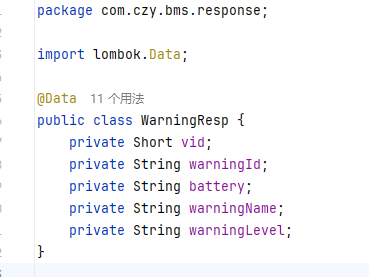 package com.czy.bms.response;
import lombok.Data;
@Data 11 个用法
public class WarningResp {
private Short vid;
private String warningId;
private String battery;
private String warningName;
private String warningLevel;
}